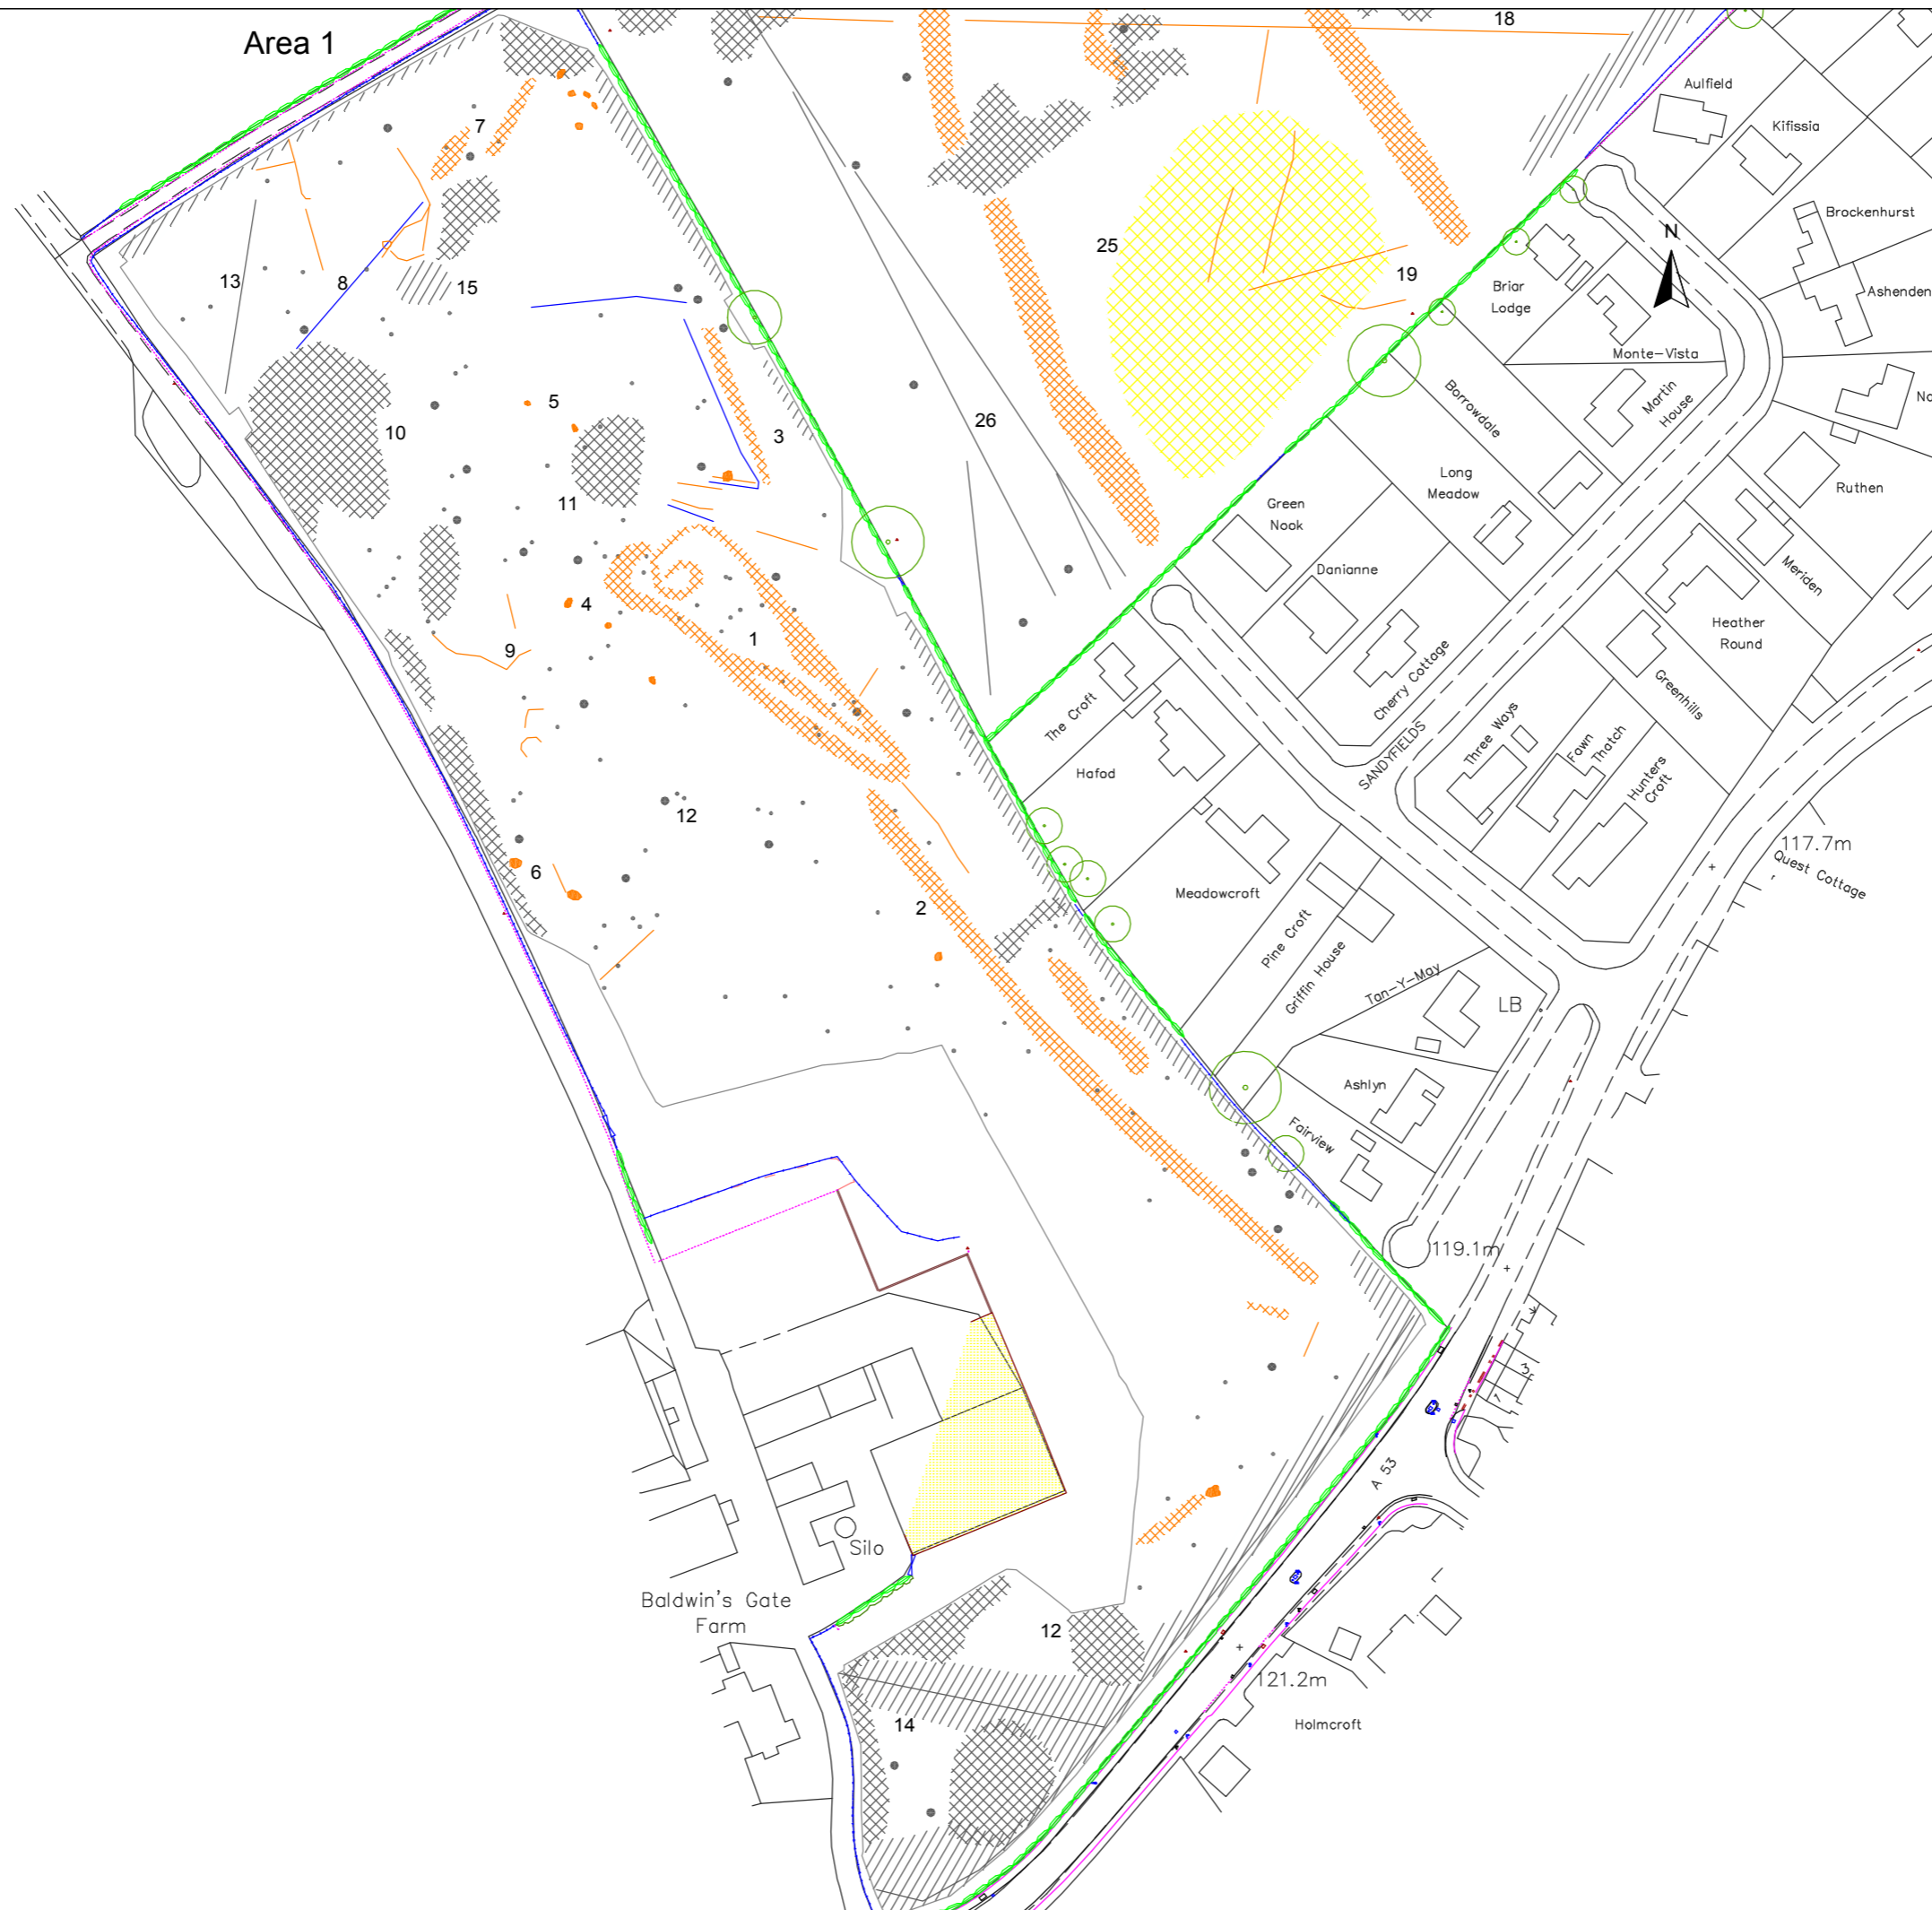 Area 1
18
Aulfield
Kifissia
7
Brockenhurst
N
25
19
13
8
15
Briar
Lodge
Ashenden
Monte-Vista
Martin
House
Borrowdale
5
3
26
10
Long
Meadow
Ruthen
11
Green
Nook
Danianne
Meriden
4
1
9
Heather
Round
Cherry Cottage
Greenhills
The Croft
SANDYFIELDS
Three Ways
Fawn
Thatch
Hunters
Croft
Hafod
12
117.7m
Quest Cottage
6
2
Meadowcroft
Pine Croft
Griffin House
Tan-Y-May
LB
Ashlyn
Fairview
119.1m
3
1
A 53
Silo
Baldwin's Gate
Farm
12
121.2m
14
Holmcroft